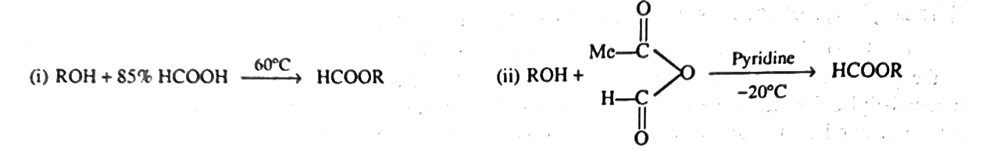 (i) ROH + 85% HCOOH 60°C HCOOR
(ii) ROH + Me—C O O H—C O Pyridine −20°C HCOOR